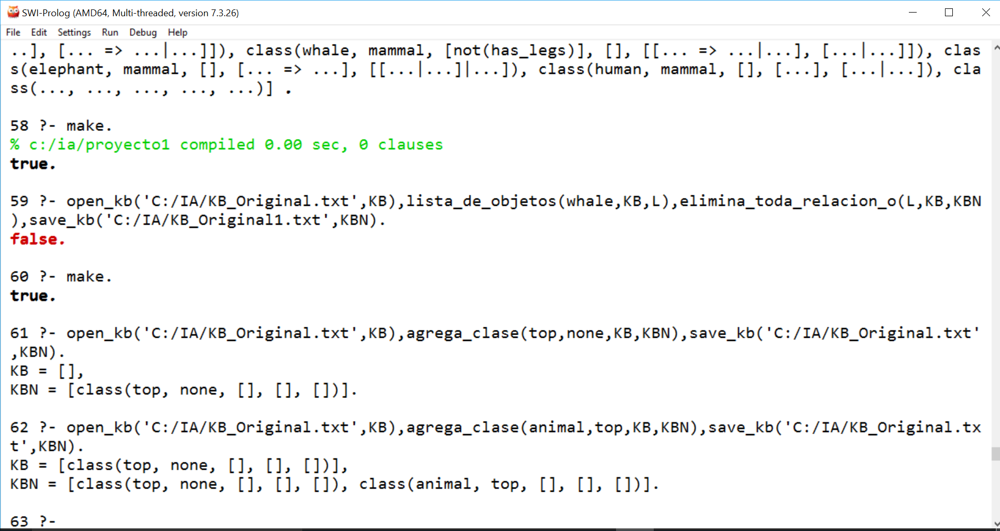 SWI-Prolog (AMD64, Multi-threaded, version 7.3.26)
File Edit Settings Run Debug Help
..], [... => ...|...]]), class(whale, mammal, [not(has_legs)], [], [[... => ...|...], [...|...]]), clas
s(elephant, mammal, [], [... => ...], [[...|...]|...]), class(human, mammal, [], [...], [...|...]), cla
ss(..., ..., ..., ..., ...)] .
58 ?- make.
% c:/ia/proyecto1 compiled 0.00 sec, 0 clauses
true.
59 ?- open_kb('C:/IA/KB_Original.txt',KB),lista_de_objetos(whale,KB,L),elimina_toda_relacion_o(L,KB,KBN
),save_kb('C:/IA/KB_Original1.txt',KBN).
false.
60 ?- make.
true.
61 ?- open_kb('C:/IA/KB_Original.txt',KB),agrega_clase(top,none,KB,KBN),save_kb('C:/IA/KB_Original.txt'
,KBN).
KB = [],
KBN = [class(top, none, [], [], [])].
62 ?- open_kb('C:/IA/KB_Original.txt',KB),agrega_clase(animal,top,KB,KBN),save_kb('C:/IA/KB_Original.tx
t',KBN).
KB = [class(top, none, [], [], [])],
KBN = [class(top, none, [], [], []), class(animal, top, [], [], [])].
63 ?-